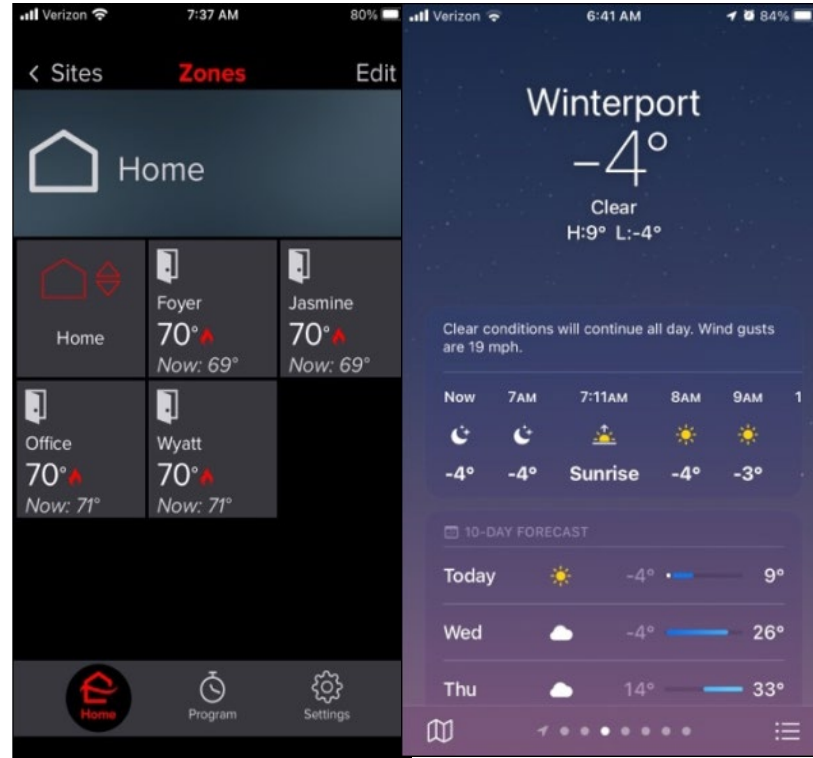 Verizon 7:37 AM 80%
< Sites Zones Edit
Home
Home
Foyer
70°
Now: 69°
Jasmine
70°
Now: 69°
Office
70°
Now: 71°
Wyatt
70°
Now: 71°
Home Program Settings
Verizon 6:41 AM 84%
Winterport
-4°
Clear
H:9° L:-4°
Clear conditions will continue all day. Wind gusts
are 19 mph.
Now 7AM 7:11AM 8AM 9AM 1
-4° -4° Sunrise -4° -3°
10-DAY FORECAST
Today -4° 9°
Wed -4° 26°
Thu 14° 33°